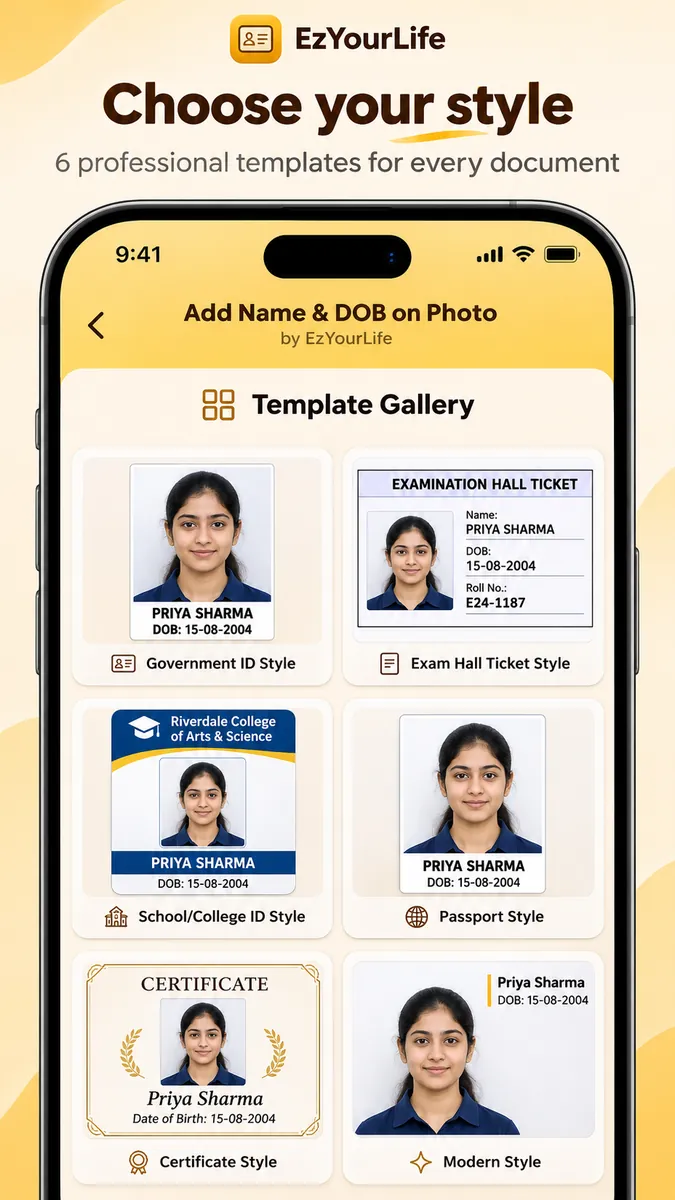 EzYourLife
Choose your style
6 professional templates for every document
9:41
Add Name & DOB on Photo
by EzYourLife
Template Gallery
PRIYA SHARMA
DOB: 15-08-2004
Government ID Style
EXAMINATION HALL TICKET
Name:
PRIYA SHARMA
DOB:
15-08-2004
Roll No.:
E24-1187
Exam Hall Ticket Style
Riverdale College
of Arts & Science
PRIYA SHARMA
DOB: 15-08-2004
School/College ID Style
PRIYA SHARMA
DOB: 15-08-2004
Passport Style
CERTIFICATE
Priya Sharma
Date of Birth: 15-08-2004
Certificate Style
Priya Sharma
DOB: 15-08-2004
Modern Style